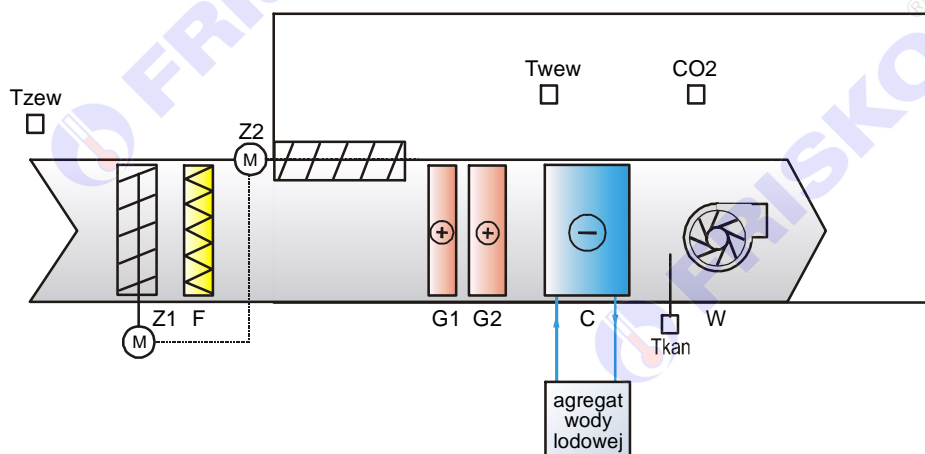 FRISKO
FRISKO
®
Twew
CO2
Tzew
Z2
M
+
+
−
Z1
F
G1
G2
C
W
M
Tkan
agregat
wody
lodowej